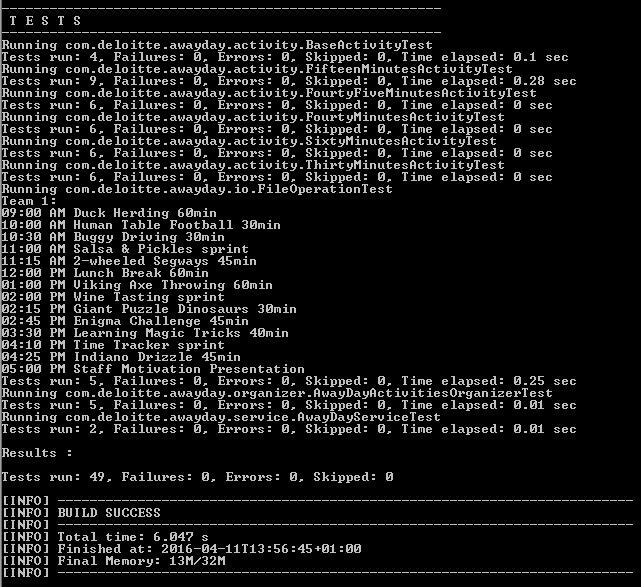 -------------------------------------------------------
 T E S T S
-------------------------------------------------------
Running com.deloitte.awayday.activity.BaseActivityTest
Tests run: 4, Failures: 0, Errors: 0, Skipped: 0, Time elapsed: 0.1 sec
Running com.deloitte.awayday.activity.FifteenMinutesActivityTest
Tests run: 9, Failures: 0, Errors: 0, Skipped: 0, Time elapsed: 0.28 sec
Running com.deloitte.awayday.activity.FourtyFiveMinutesActivityTest
Tests run: 6, Failures: 0, Errors: 0, Skipped: 0, Time elapsed: 0 sec
Running com.deloitte.awayday.activity.FourtyMinutesActivityTest
Tests run: 6, Failures: 0, Errors: 0, Skipped: 0, Time elapsed: 0 sec
Running com.deloitte.awayday.activity.SixtyMinutesActivityTest
Tests run: 6, Failures: 0, Errors: 0, Skipped: 0, Time elapsed: 0 sec
Running com.deloitte.awayday.activity.ThirtyMinutesActivityTest
Tests run: 6, Failures: 0, Errors: 0, Skipped: 0, Time elapsed: 0 sec
Running com.deloitte.awayday.io.FileOperationTest
Team 1:
09:00 AM Duck Herding 60min
10:00 AM Human Table Football 30min
10:30 AM Buggy Driving 30min
11:00 AM Salsa & Pickles sprint
11:15 AM 2-wheeled Segways 45min
12:00 PM Lunch Break 60min
01:00 PM Viking Axe Throwing 60min
02:00 PM Wine Tasting sprint
02:15 PM Giant Puzzle Dinosaurs 30min
02:45 PM Enigma Challenge 45min
03:30 PM Learning Magic Tricks 40min
04:10 PM Time Tracker sprint
04:25 PM Indiano Drizzle 45min
05:00 PM Staff Motivation Presentation
Tests run: 5, Failures: 0, Errors: 0, Skipped: 0, Time elapsed: 0.25 sec
Running com.deloitte.awayday.organizer.AwayDayActivitiesOrganizerTest
Tests run: 5, Failures: 0, Errors: 0, Skipped: 0, Time elapsed: 0.01 sec
Running com.deloitte.awayday.service.AwayDayServiceTest
Tests run: 2, Failures: 0, Errors: 0, Skipped: 0, Time elapsed: 0.01 sec
Results :
Tests run: 49, Failures: 0, Errors: 0, Skipped: 0
[INFO] ------------------------------------------------------------------------
[INFO] BUILD SUCCESS
[INFO] ------------------------------------------------------------------------
[INFO] Total time: 6.047 s
[INFO] Finished at: 2016-04-11T13:56:45+01:00
[INFO] Final Memory: 13M/32M
[INFO] ------------------------------------------------------------------------